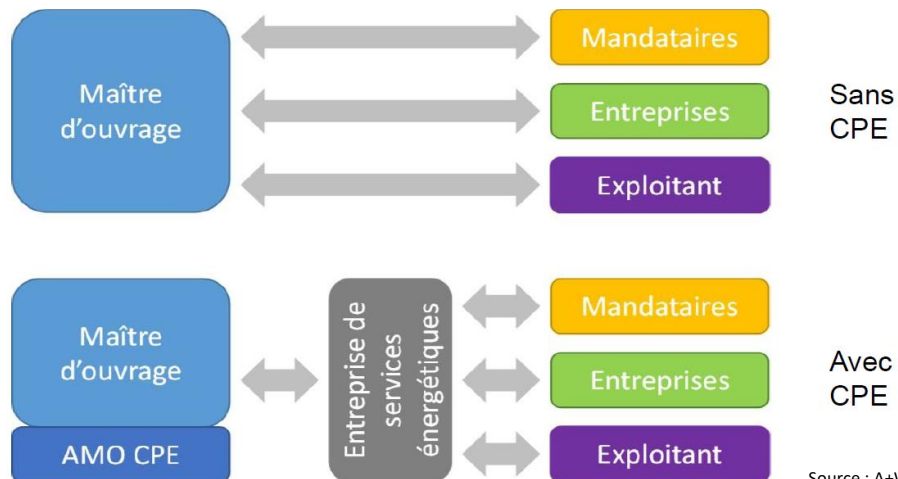 Maître
d'ouvrage
Mandataires
Entreprises
Exploitant
Sans
CPE
Maître
d'ouvrage
AMO CPE
Entreprise de
services
énergétiques
Mandataires
Entreprises
Exploitant
Avec
CPE
Source :